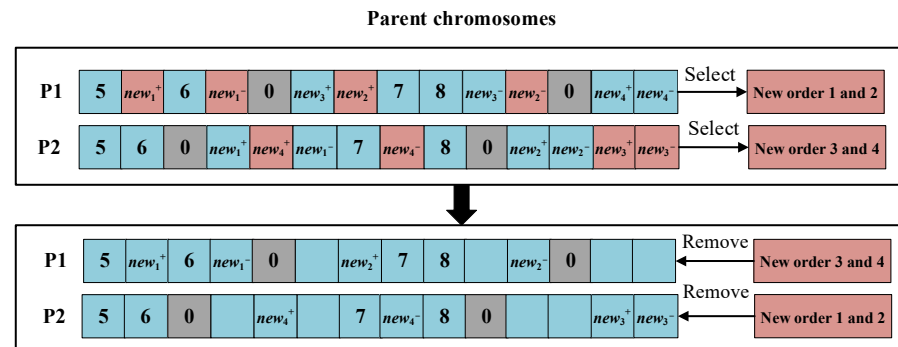 Parent chromosomes
P1 5 new₁⁺ 6 new₁⁻ 0 new₃⁺ new₂⁺ 7 8 new₃⁻ new₂⁻ 0 new₄⁺ new₄⁻ Select New order 1 and 2
P2 5 6 0 new₁⁺ new₄⁺ new₁⁻ 7 new₄⁻ 8 0 new₂⁺ new₂⁻ new₃⁺ new₃⁻ Select New order 3 and 4
P1 5 new₁⁺ 6 new₁⁻ 0 new₂⁺ 7 8 new₂⁻ 0 Remove New order 3 and 4
P2 5 6 0 new₄⁺ 7 new₄⁻ 8 0 new₃⁺ new₃⁻ Remove New order 1 and 2